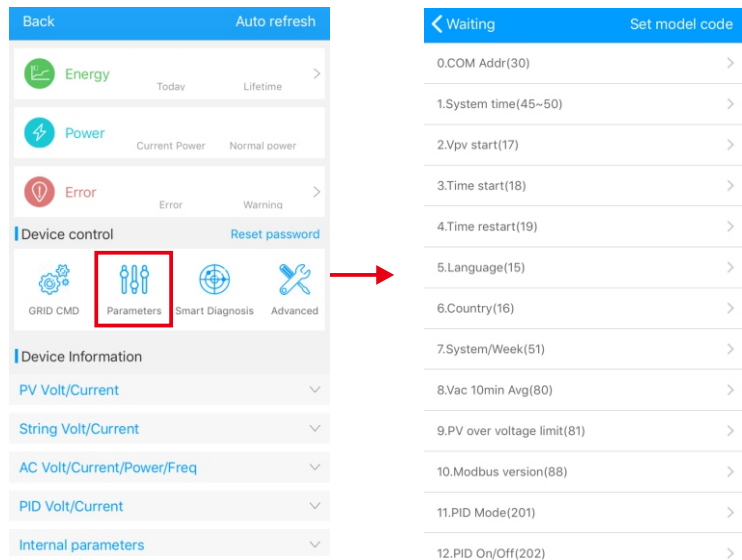 Back Auto refresh
Energy
Today Lifetime
Power
Current Power Normal power
Error
Error Warning
Device control Reset password
GRID CMD Parameters Smart Diagnosis Advanced
Device Information
PV Volt/Current
String Volt/Current
AC Volt/Current/Power/Freq
PID Volt/Current
Internal parameters
Waiting Set model code
0.COM Addr(30)
1.System time(45~50)
2.Vpv start(17)
3.Time start(18)
4.Time restart(19)
5.Language(15)
6.Country(16)
7.System/Week(51)
8.Vac 10min Avg(80)
9.PV over voltage limit(81)
10.Modbus version(88)
11.PID Mode(201)
12.PID On/Off(202)